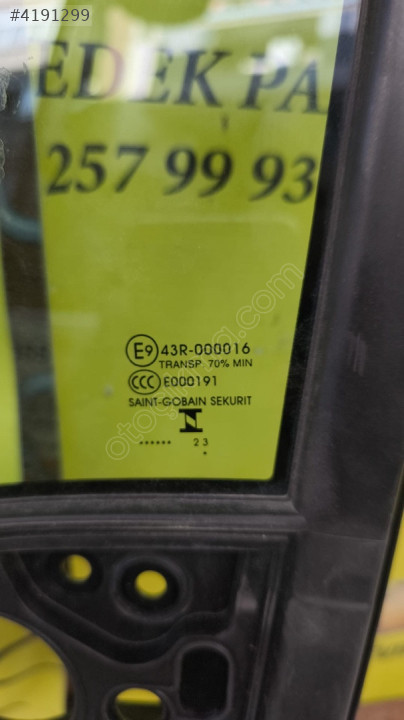 #4191299
EDEK PA
257 99 93
E9 43R-000016
TRANSP. 70% MIN
CCC E000191
SAINT-GOBAIN SEKURIT
•••••• 23
•